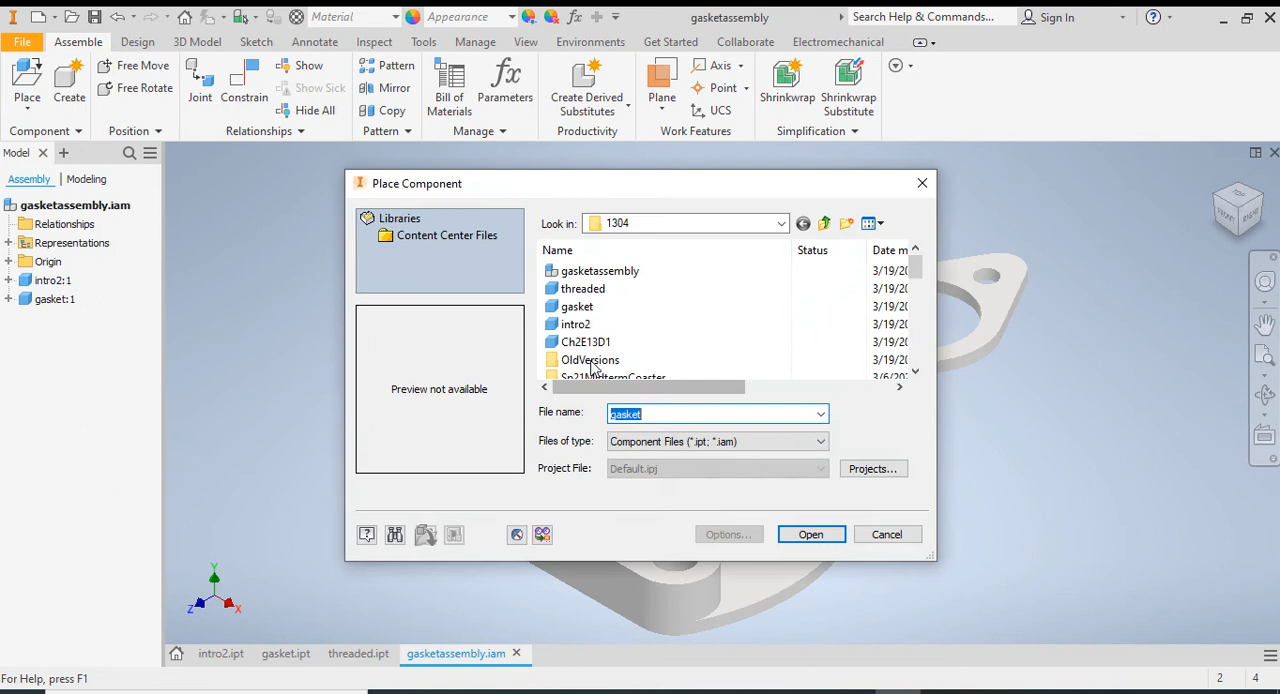 Material
Appearance
gasketassembly
Search Help & Commands...
Sign In
File
Assemble
Design
3D Model
Sketch
Annotate
Inspect
Tools
Manage
View
Environments
Get Started
Collaborate
Electromechanical
Place
Create
Free Move
Free Rotate
Component
Position
Joint
Constrain
Show
Show Sick
Hide All
Relationships
Pattern
Mirror
Copy
Pattern
Bill of
Materials
Parameters
Manage
Create Derived
Substitutes
Productivity
Plane
Axis
Point
UCS
Work Features
Shrinkwrap
Shrinkwrap
Substitute
Simplification
Model
Assembly
Modeling
gasketassembly.iam
Relationships
Representations
Origin
intro2:1
gasket:1
TOP
FRONT
RIGHT
Place Component
Libraries
Content Center Files
Preview not available
Look in:
1304
Name
Status
Date m
gasketassembly
3/19/20
threaded
3/19/20
gasket
3/19/20
intro2
3/19/20
Ch2E13D1
3/19/20
OldVersions
3/19/20
Sp21MidtermCoaster
3/6/202
File name:
gasket
Files of type:
Component Files (*.ipt; *.iam)
Project File:
Default.ipj
Projects...
Options...
Open
Cancel
Y
Z
X
intro2.ipt
gasket.ipt
threaded.ipt
gasketassembly.iam
For Help, press F1
2
4